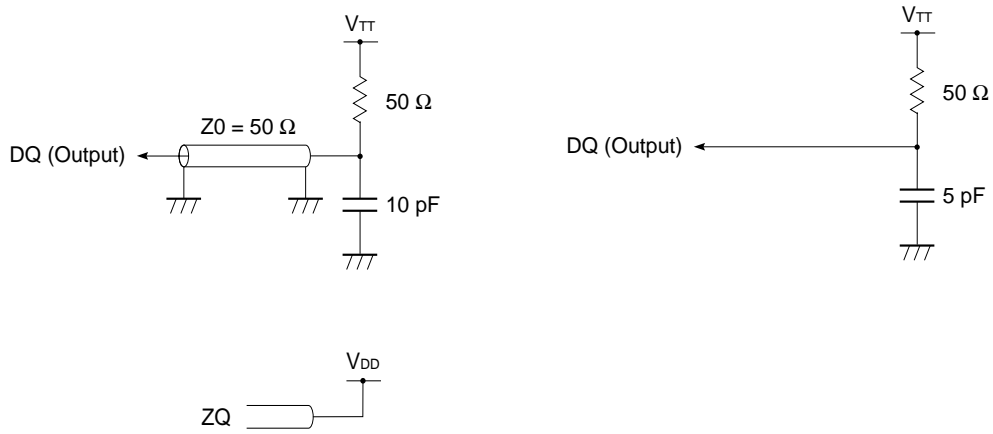 VTT
50 Ω
Z0 = 50 Ω
DQ (Output)
10 pF
VTT
50 Ω
DQ (Output)
5 pF
VDD
ZQ